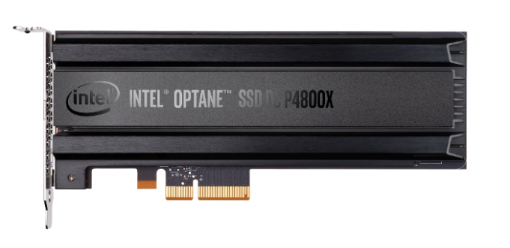 intel INTEL® OPTANE™ SSD DC P4800X